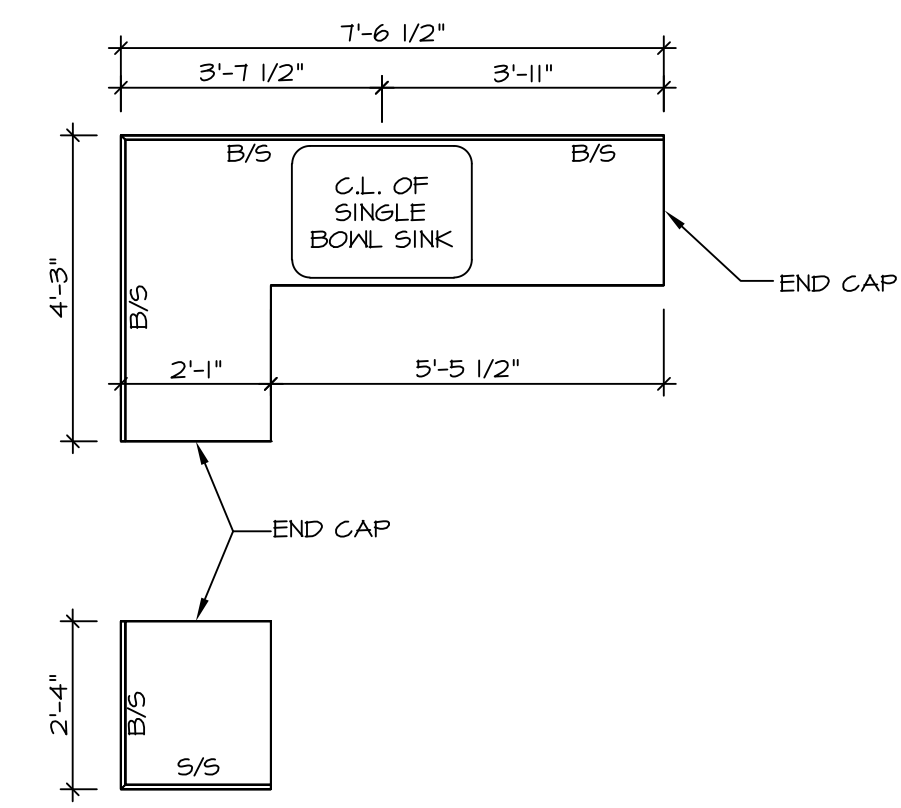 7'-6 1/2"
3'-7 1/2"
3'-11"
B/S
B/S
C.L. OF
SINGLE
BOWL SINK
4'-3"
B/S
END CAP
2'-1"
5'-5 1/2"
END CAP
2'-4"
B/S
S/S